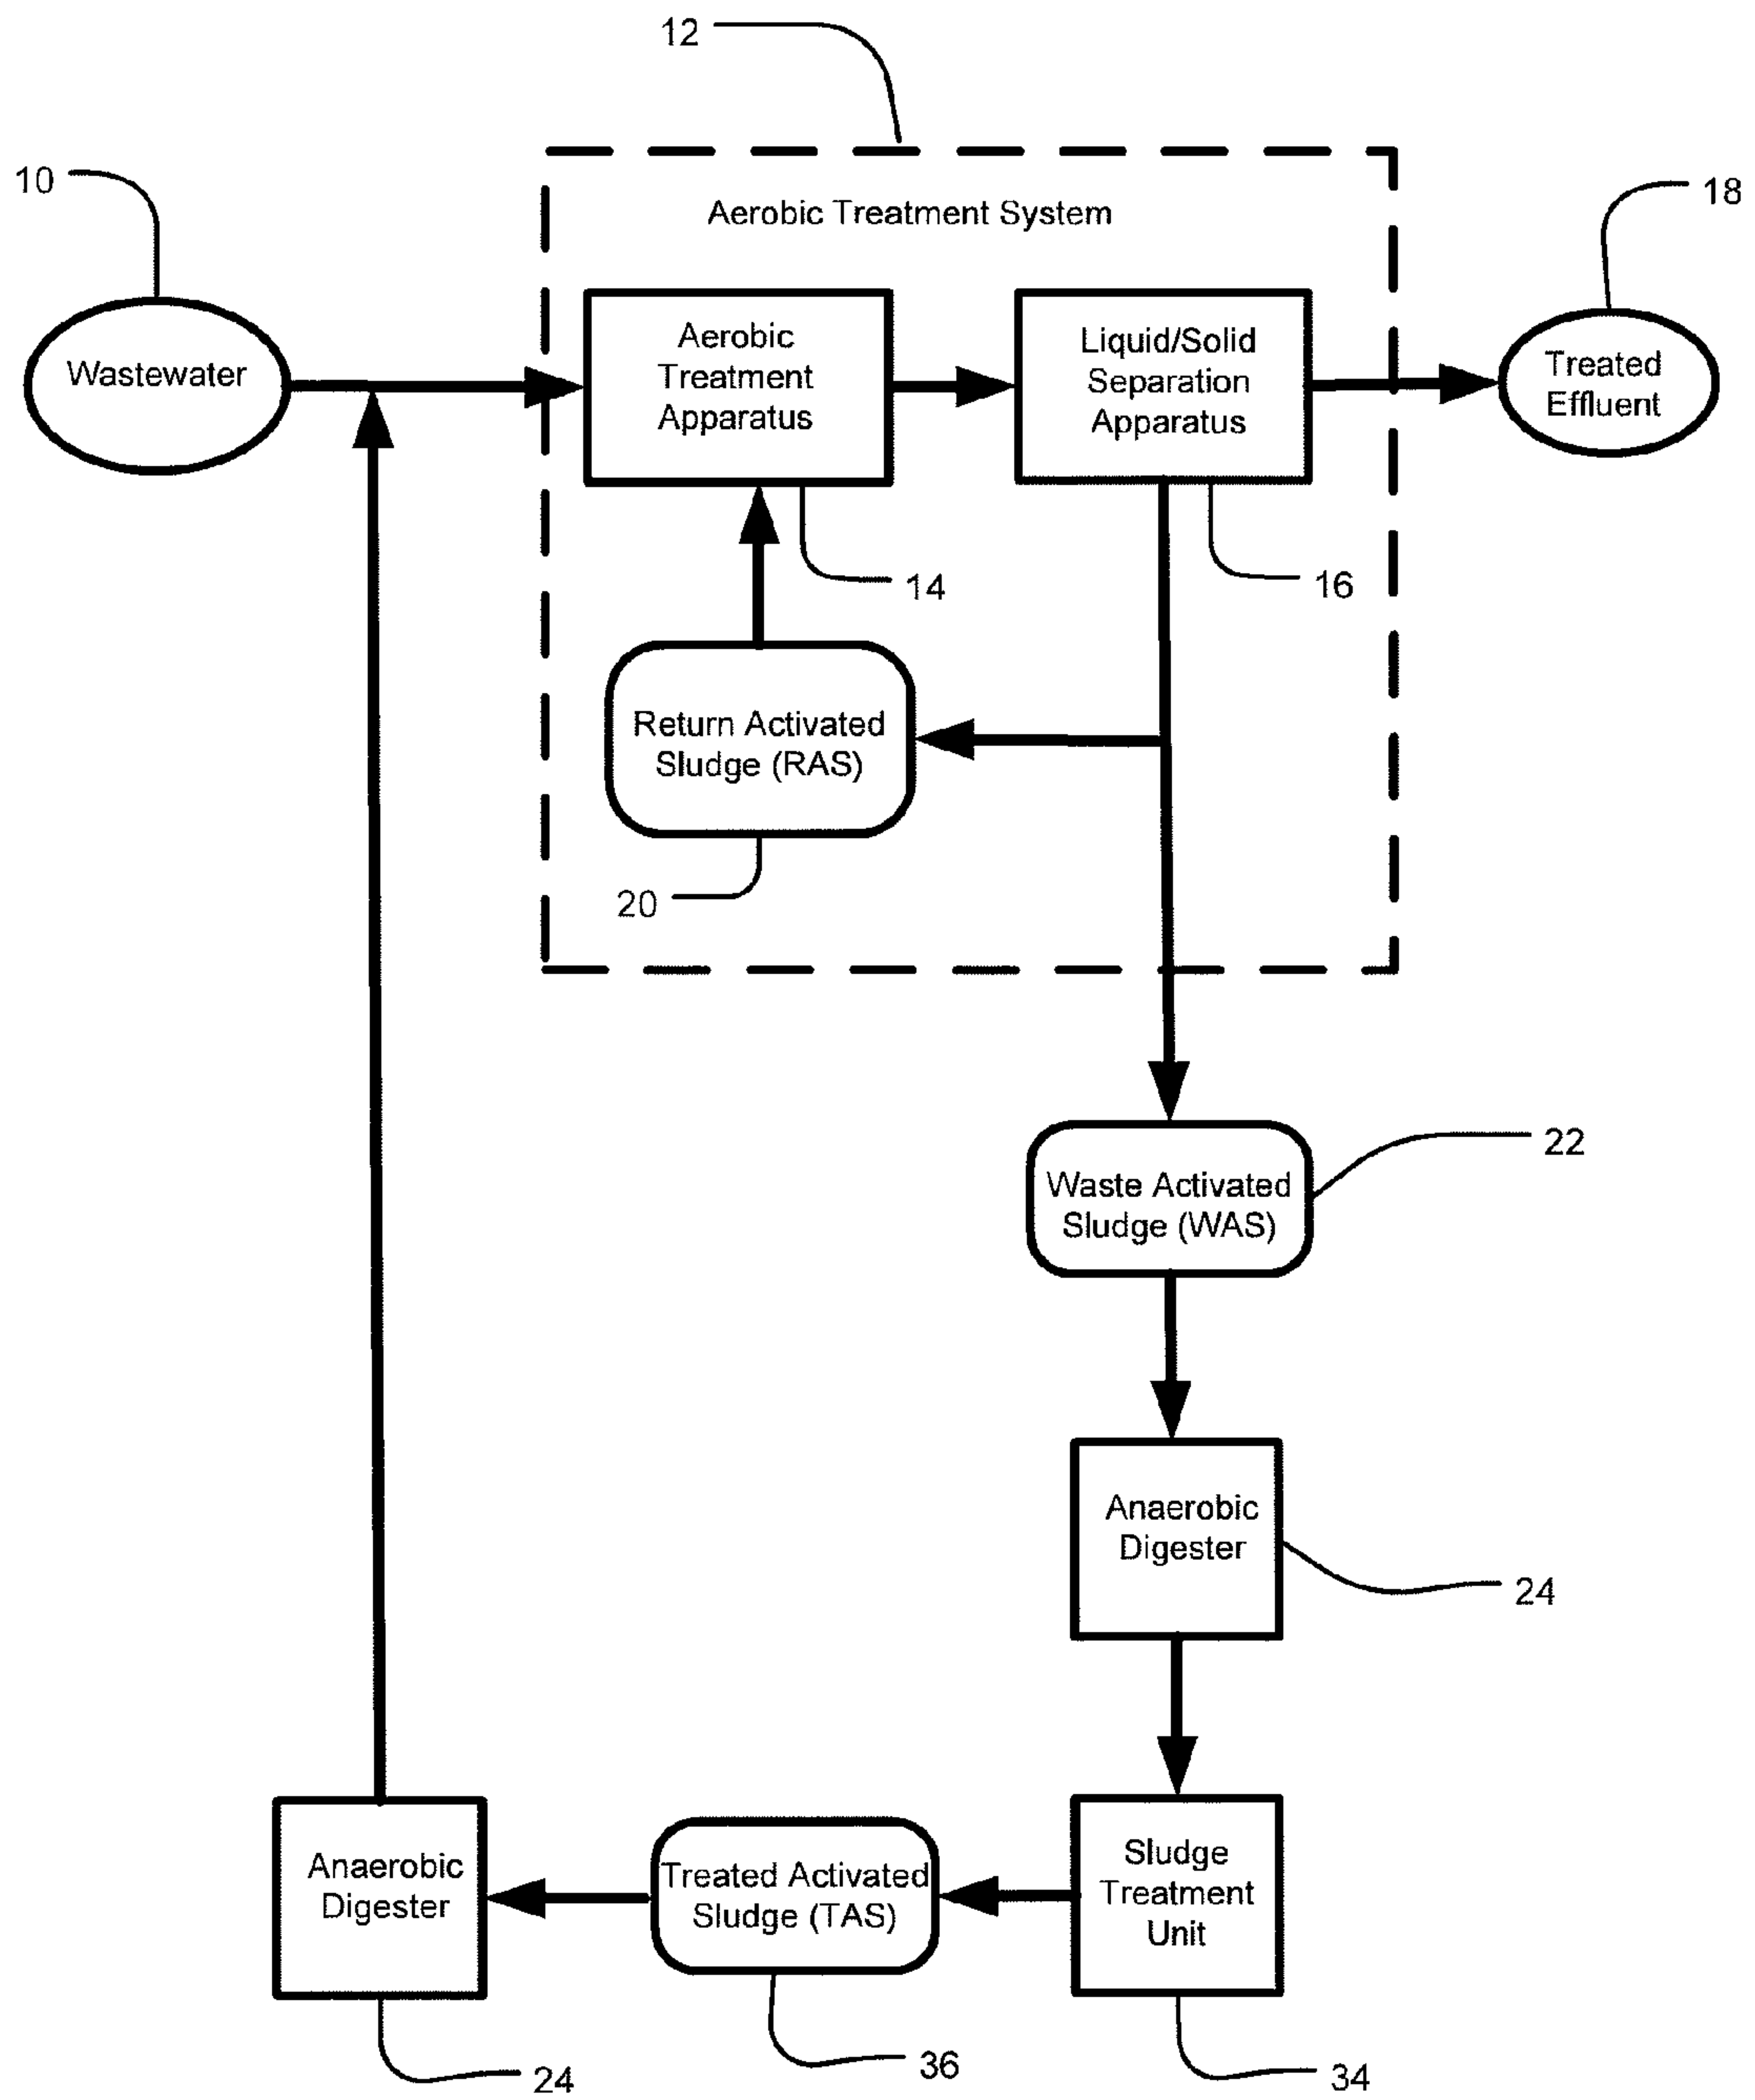 12
10
18
Aerobic Treatment System
Wastewater
Aerobic
Treatment
Apparatus
Liquid/Solid
Separation
Apparatus
Treated
Effluent
14
16
Return Activated
Sludge (RAS)
20
22
Waste Activated
Sludge (WAS)
Anaerobic
Digester
24
Anaerobic
Digester
Treated Activated
Sludge (TAS)
Sludge
Treatment
Unit
24
36
34